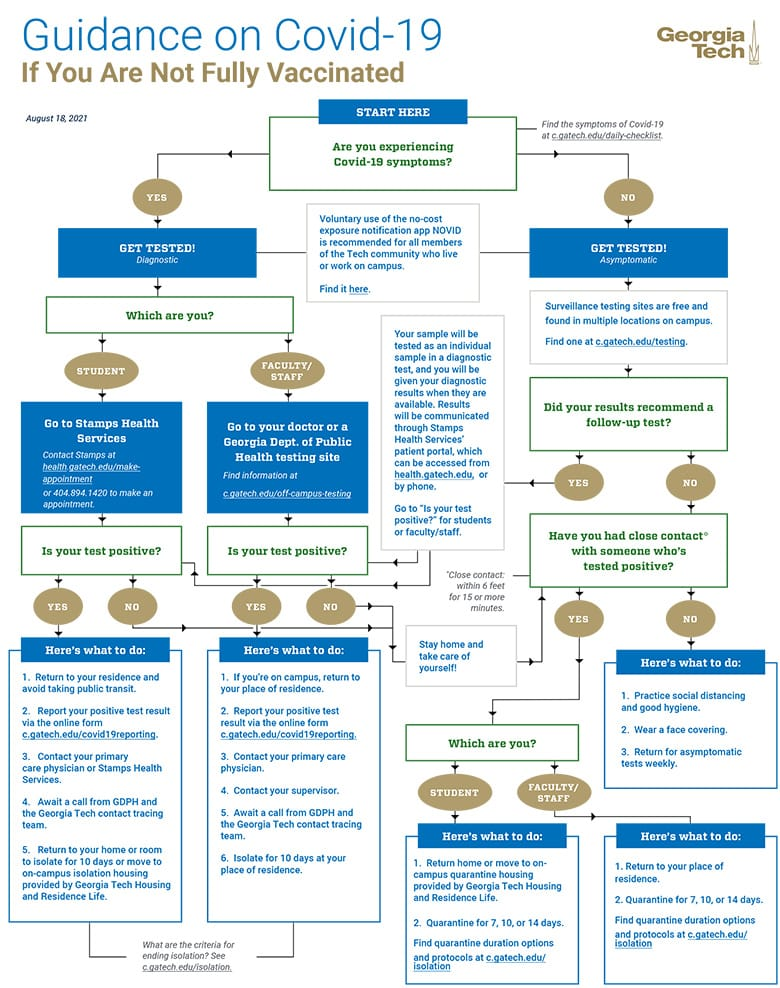 Guidance on Covid-19
If You Are Not Fully Vaccinated
Georgia
Tech
August 18, 2021
START HERE
Are you experiencing
Covid-19 symptoms?
Find the symptoms of Covid-19
at c.gatech.edu/daily-checklist.
YES
NO
GET TESTED!
Diagnostic
Voluntary use of the no-cost
exposure notification app NOVID
is recommended for all members
of the Tech community who live
or work on campus.
Find it here.
GET TESTED!
Asymptomatic
Which are you?
Surveillance testing sites are free and
found in multiple locations on campus.
Find one at c.gatech.edu/testing.
STUDENT
FACULTY/
STAFF
Your sample will be
tested as an individual
sample in a diagnostic
test, and you will be
given your diagnostic
results when they are
available. Results
will be communicated
through Stamps
Health Services'
patient portal, which
can be accessed from
health.gatech.edu, or
by phone.
Go to "Is your test
positive?" for students
or faculty/staff.
Go to Stamps Health
Services
Contact Stamps at
health.gatech.edu/make-
appointment
or 404.894.1420 to make an
appointment.
Go to your doctor or a
Georgia Dept. of Public
Health testing site
Find information at
c.gatech.edu/off-campus-testing
Did your results recommend a
follow-up test?
YES
NO
Is your test positive?
Is your test positive?
Have you had close contact*
with someone who's
tested positive?
*Close contact:
within 6 feet
for 15 or more
minutes.
YES
NO
YES
NO
YES
NO
Stay home and
take care of
yourself!
Here's what to do:
1. Return to your residence and
avoid taking public transit.
2. Report your positive test result
via the online form
c.gatech.edu/covid19reporting.
3. Contact your primary
care physician or Stamps Health
Services.
4. Await a call from GDPH and
the Georgia Tech contact tracing
team.
5. Return to your home or room
to isolate for 10 days or move to
on-campus isolation housing
provided by Georgia Tech Housing
and Residence Life.
Here's what to do:
1. If you're on campus, return to
your place of residence.
2. Report your positive test
result via the online form
c.gatech.edu/covid19reporting.
3. Contact your primary care
physician.
4. Contact your supervisor.
5. Await a call from GDPH and
the Georgia Tech contact tracing
team.
6. Isolate for 10 days at your
place of residence.
Here's what to do:
1. Practice social distancing
and good hygiene.
2. Wear a face covering.
3. Return for asymptomatic
tests weekly.
Which are you?
STUDENT
FACULTY/
STAFF
Here's what to do:
1. Return home or move to on-
campus quarantine housing
provided by Georgia Tech Housing
and Residence Life.
2. Quarantine for 7, 10, or 14 days.
Find quarantine duration options
and protocols at c.gatech.edu/
isolation
Here's what to do:
1. Return to your place of
residence.
2. Quarantine for 7, 10, or 14 days.
Find quarantine duration options
and protocols at c.gatech.edu/
isolation
What are the criteria for
ending isolation? See
c.gatech.edu/isolation.